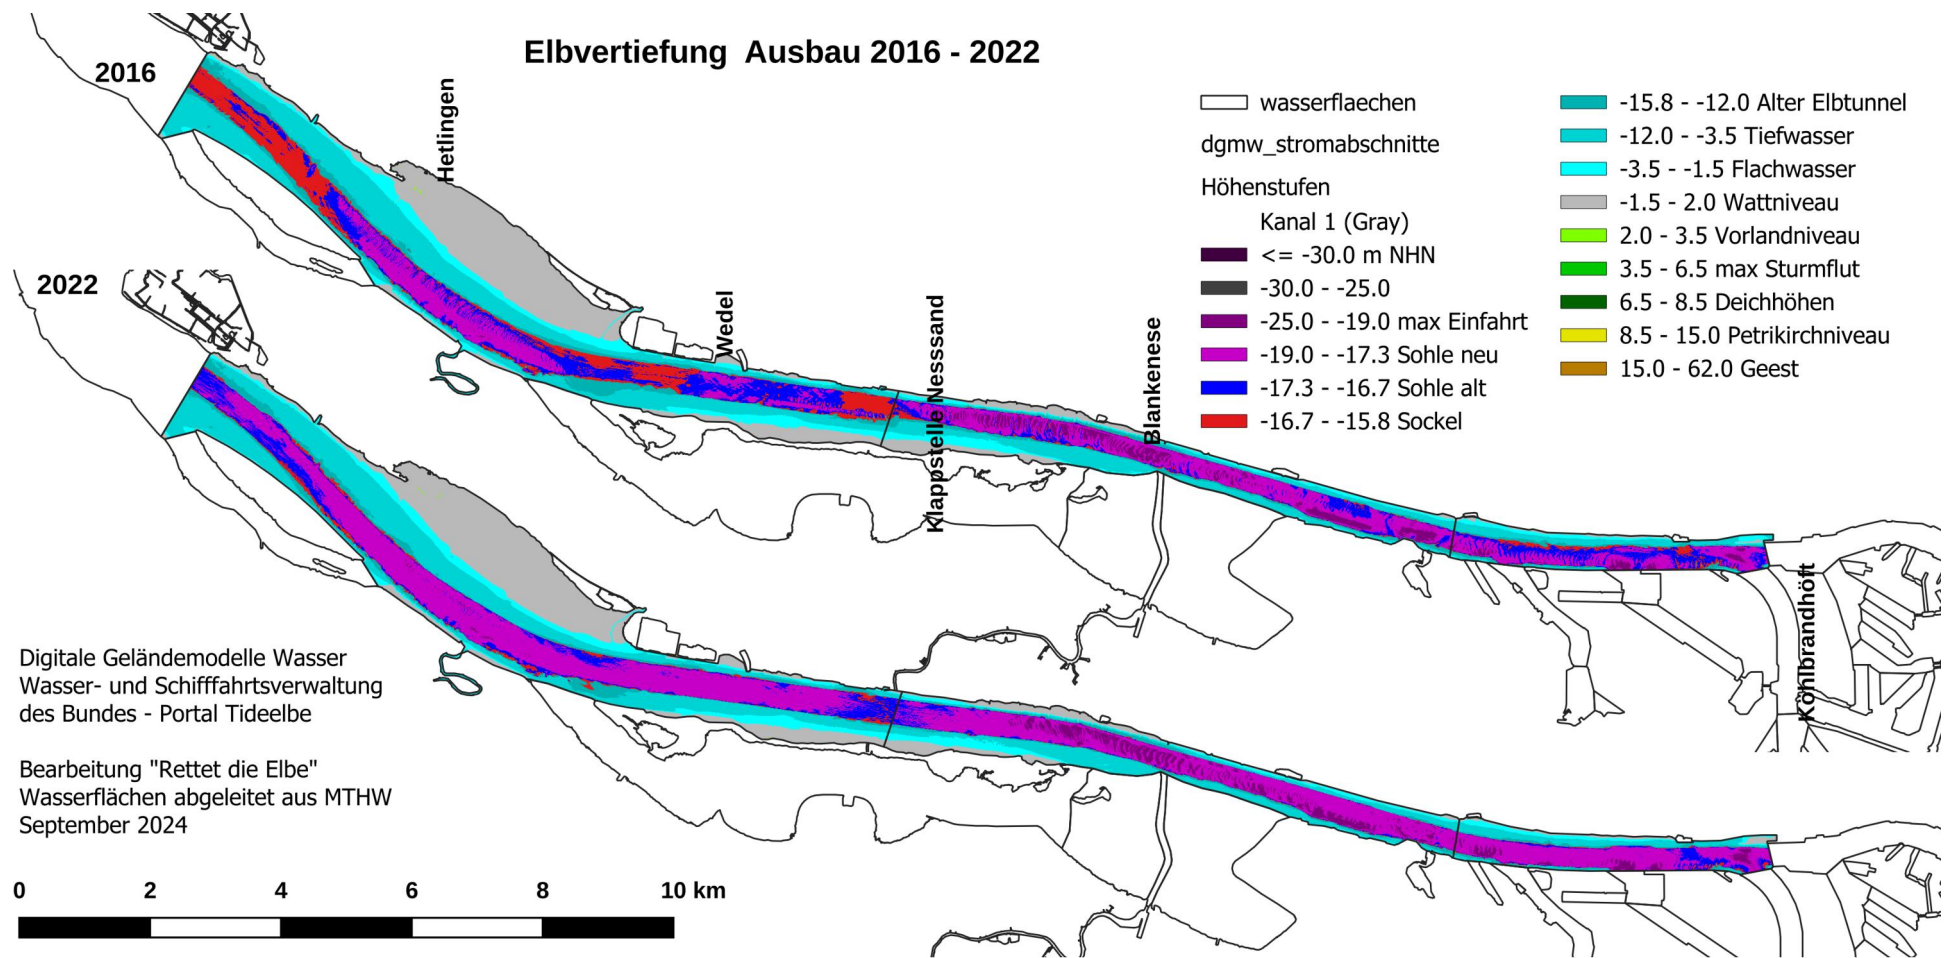 Elbvertiefung Ausbau 2016 - 2022
2016
Hetlingen
Wedel
Klappstelle Nesssand
Blankenese
Köhlbrandhöft
wasserflaechen
dgmw_stromabschnitte
Höhenstufen
Kanal 1 (Gray)
<= -30.0 m NHN
-30.0 - -25.0
-25.0 - -19.0 max Einfahrt
-19.0 - -17.3 Sohle neu
-17.3 - -16.7 Sohle alt
-16.7 - -15.8 Sockel
-15.8 - -12.0 Alter Elbtunnel
-12.0 - -3.5 Tiefwasser
-3.5 - -1.5 Flachwasser
-1.5 - 2.0 Wattniveau
2.0 - 3.5 Vorlandniveau
3.5 - 6.5 max Sturmflut
6.5 - 8.5 Deichhöhen
8.5 - 15.0 Petrikirchniveau
15.0 - 62.0 Geest
2022
Digitale Geländemodelle Wasser
Wasser- und Schifffahrtsverwaltung
des Bundes - Portal Tideelbe
Bearbeitung "Rettet die Elbe"
Wasserflächen abgeleitet aus MTHW
September 2024
0 2 4 6 8 10 km